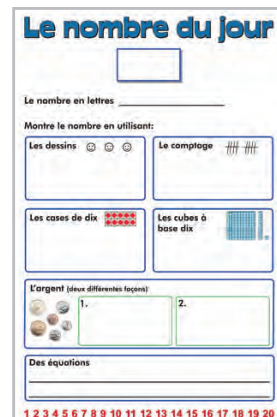 Le nombre du jour
Le nombre en lettres
Montre le nombre en utilisant:
Les dessins
Le comptage
Les cases de dix
Les cubes à
base dix
L'argent (deux différentes façons)
1.
2.
Des équations
1 2 3 4 5 6 7 8 9 10 11 12 13 14 15 16 17 18 19 20